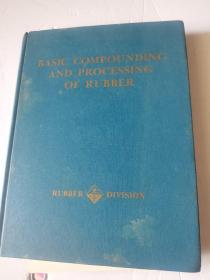 BASIC COMPOUNDING
AND PROCESSING
OF RUBBER
RUBBER DIVISION